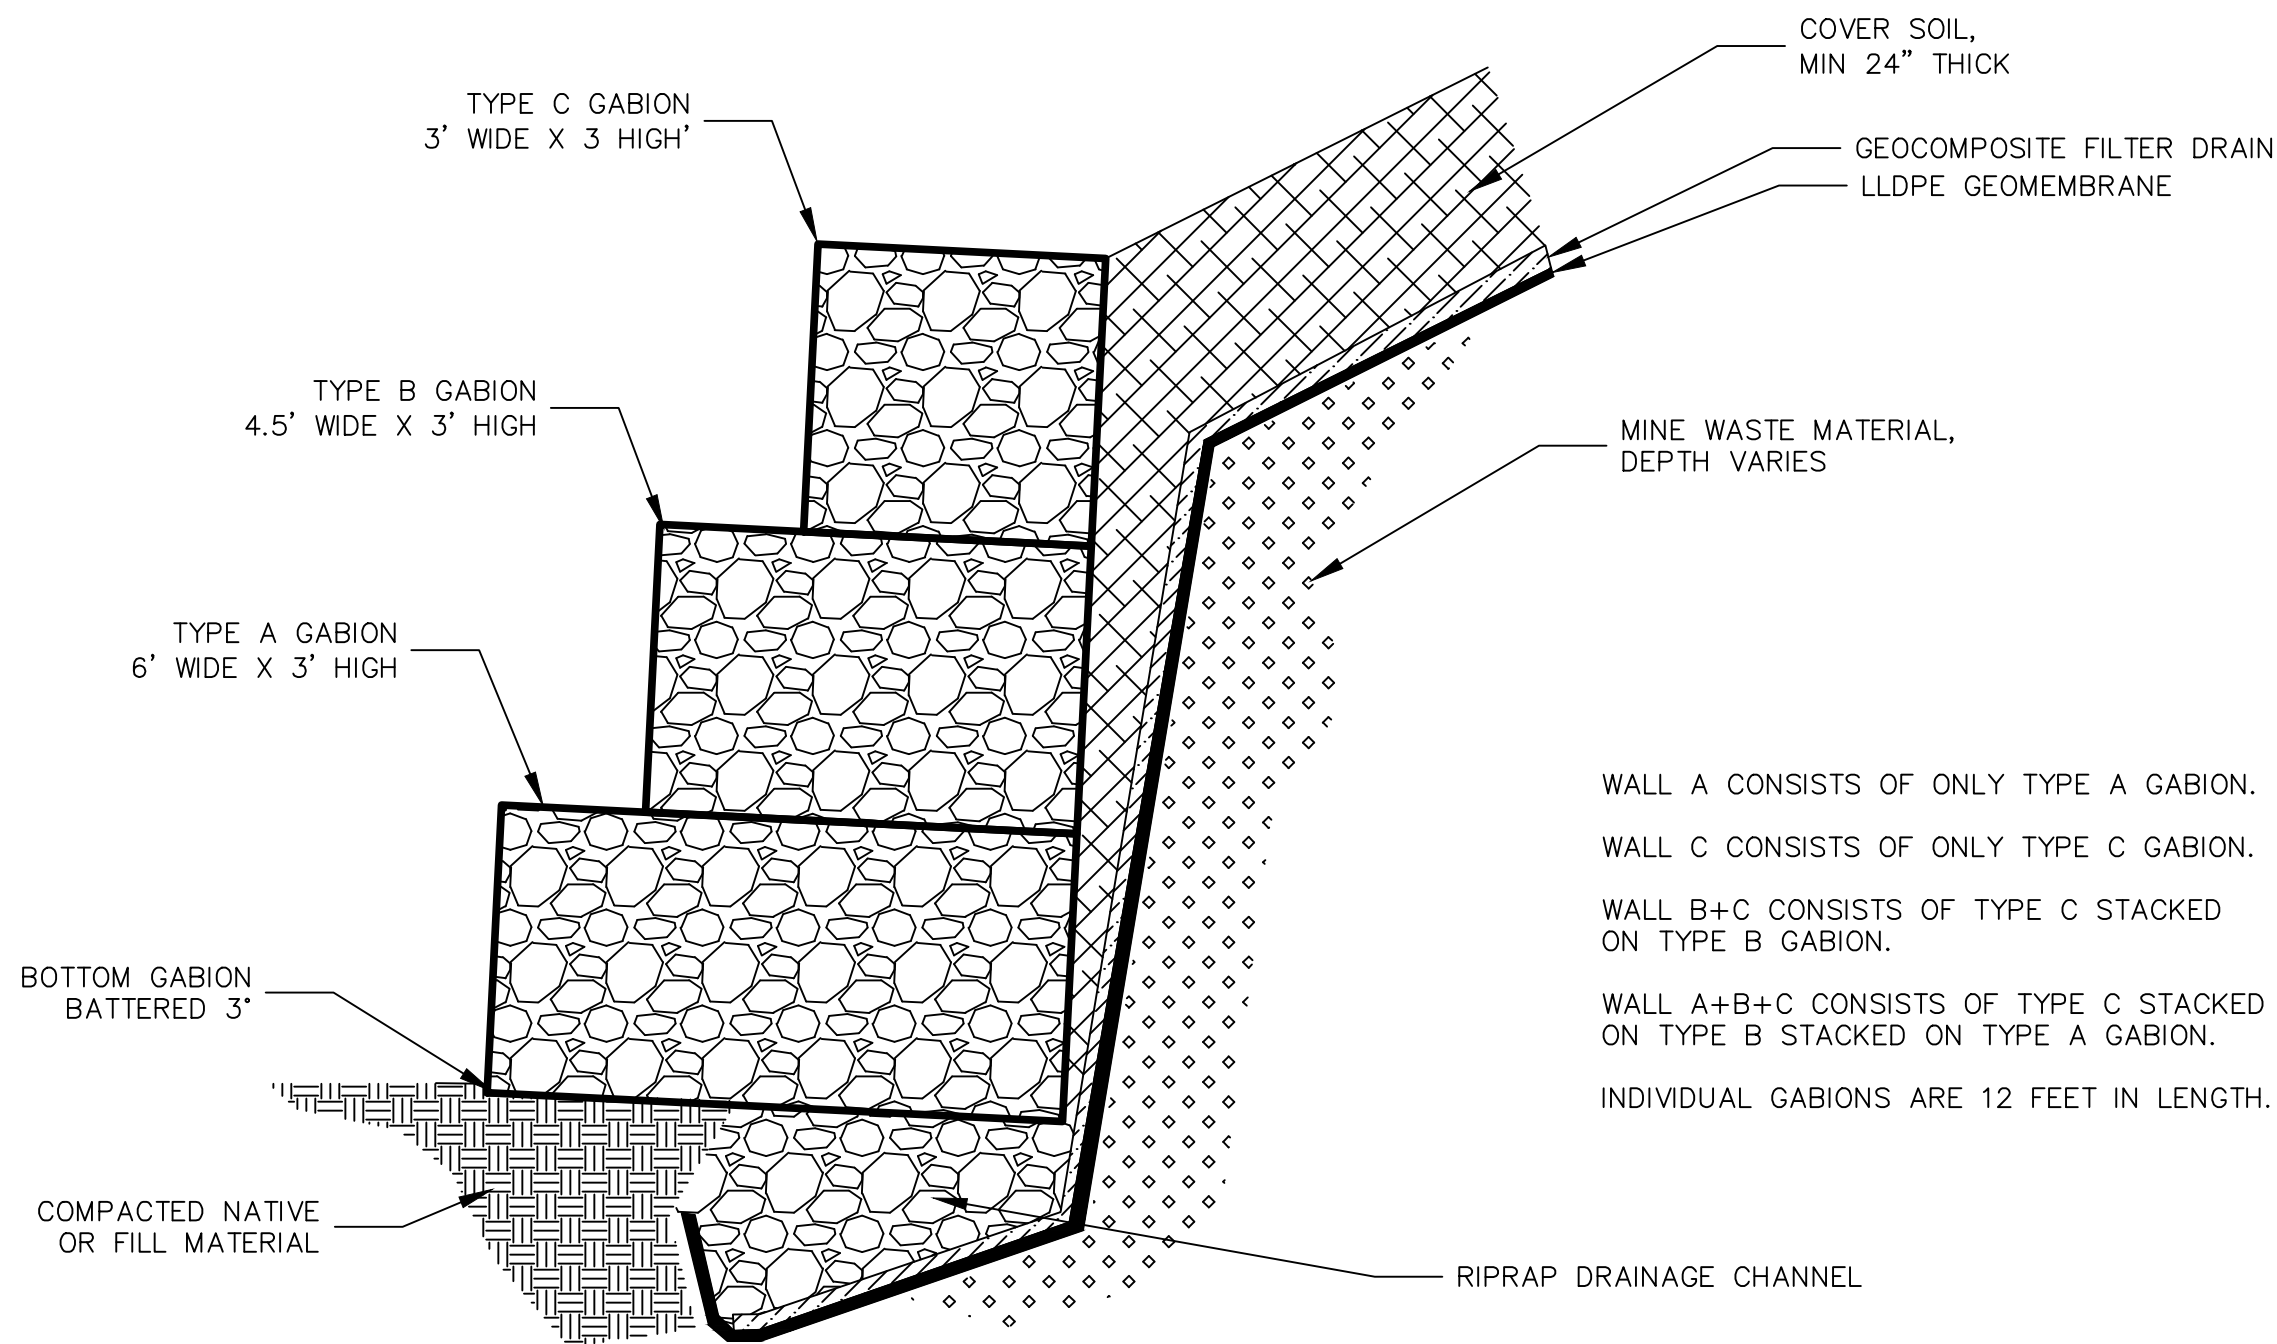 COVER SOIL,
MIN 24" THICK
TYPE C GABION
3' WIDE X 3 HIGH'
GEOCOMPOSITE FILTER DRAIN
LLDPE GEOMEMBRANE
TYPE B GABION
4.5' WIDE X 3' HIGH
MINE WASTE MATERIAL,
DEPTH VARIES
TYPE A GABION
6' WIDE X 3' HIGH
WALL A CONSISTS OF ONLY TYPE A GABION.
WALL C CONSISTS OF ONLY TYPE C GABION.
WALL B+C CONSISTS OF TYPE C STACKED
ON TYPE B GABION.
BOTTOM GABION
BATTERED 3°
WALL A+B+C CONSISTS OF TYPE C STACKED
ON TYPE B STACKED ON TYPE A GABION.
INDIVIDUAL GABIONS ARE 12 FEET IN LENGTH.
COMPACTED NATIVE
OR FILL MATERIAL
RIPRAP DRAINAGE CHANNEL